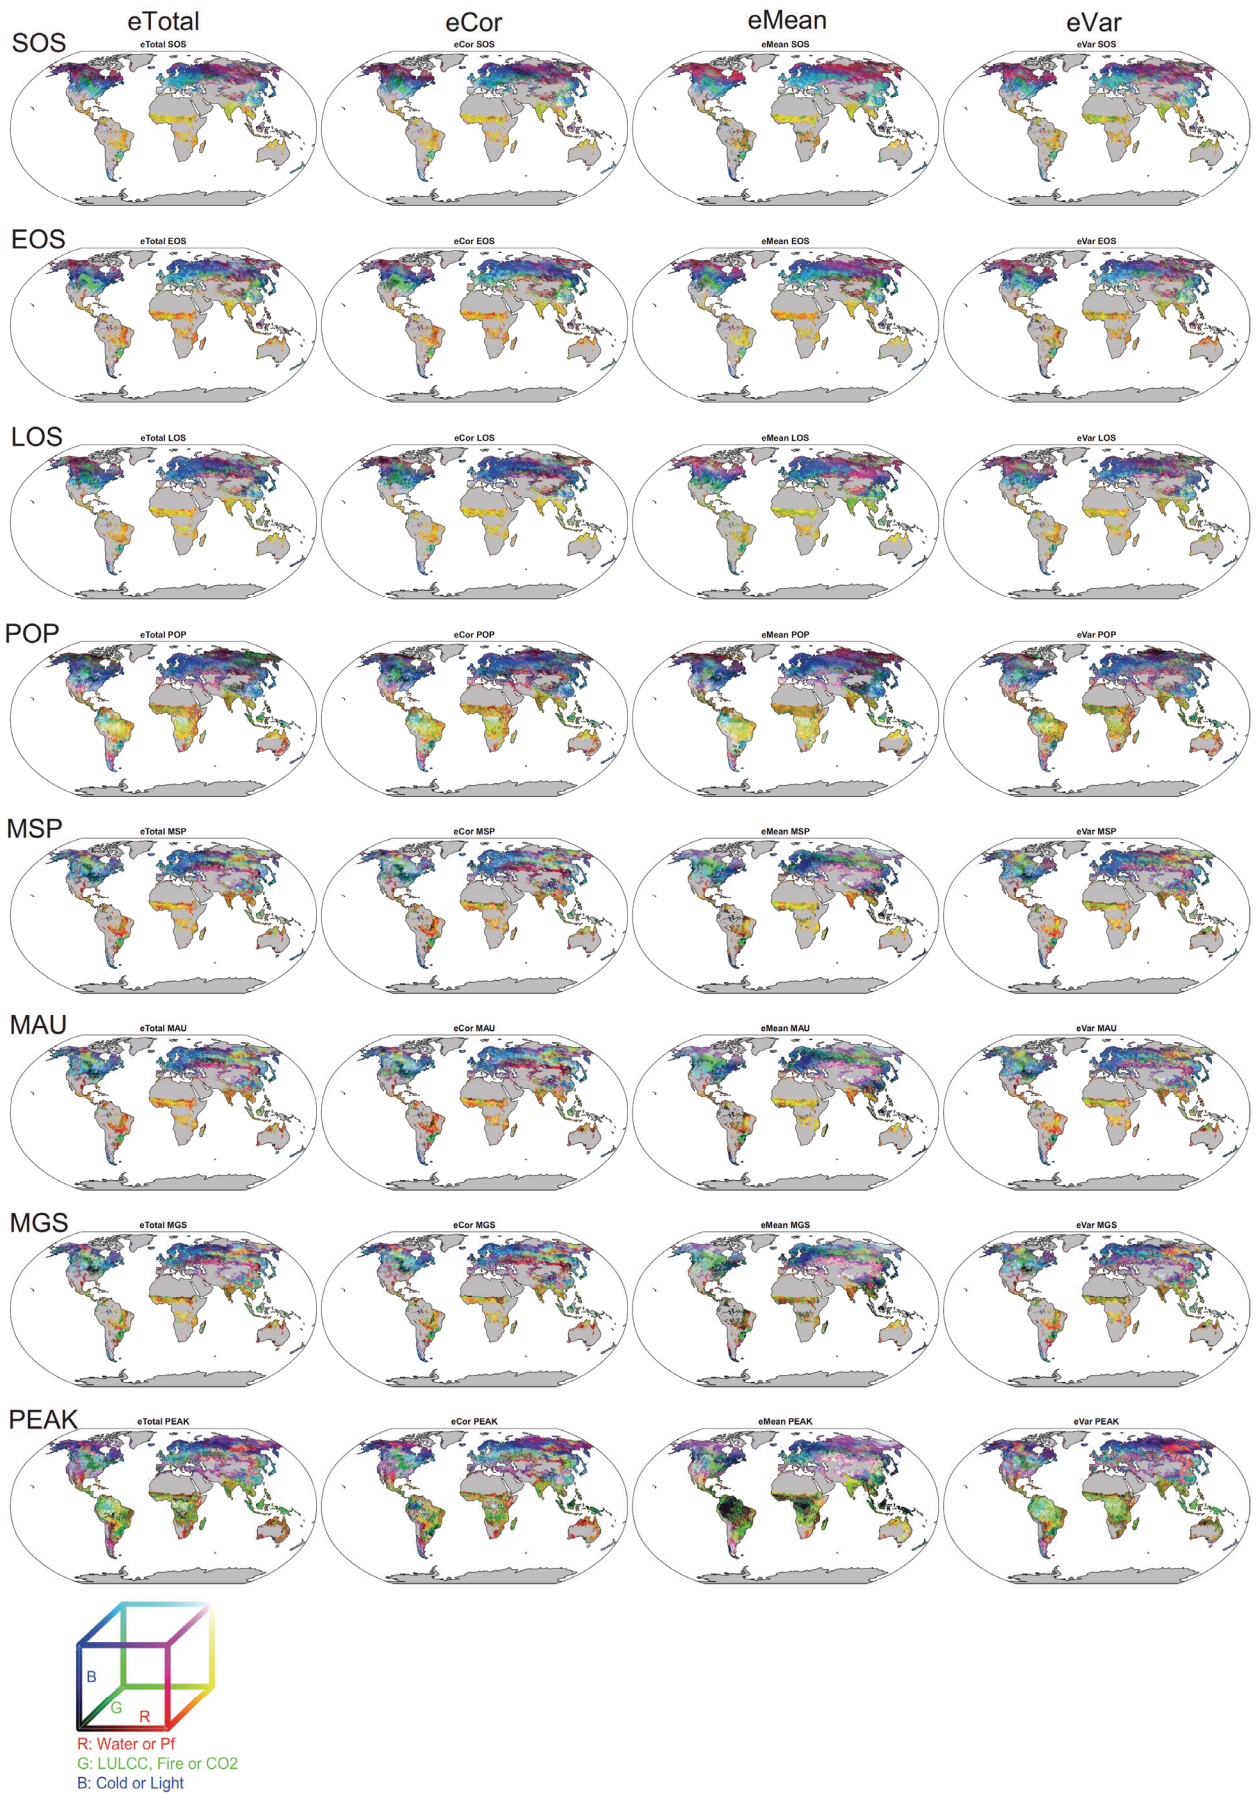 eTotal eCor eMean eVar
SOS
eTotal SOS eCor SOS eMean SOS eVar SOS
EOS
eTotal EOS eCor EOS eMean EOS eVar EOS
LOS
eTotal LOS eCor LOS eMean LOS eVar LOS
POP
eTotal POP eCor POP eMean POP eVar POP
MSP
eTotal MSP eCor MSP eMean MSP eVar MSP
MAU
eTotal MAU eCor MAU eMean MAU eVar MAU
MGS
eTotal MGS eCor MGS eMean MGS eVar MGS
PEAK
eTotal PEAK eCor PEAK eMean PEAK eVar PEAK
B
G
R
R: Water or Pf
G: LULCC, Fire or CO2
B: Cold or Light